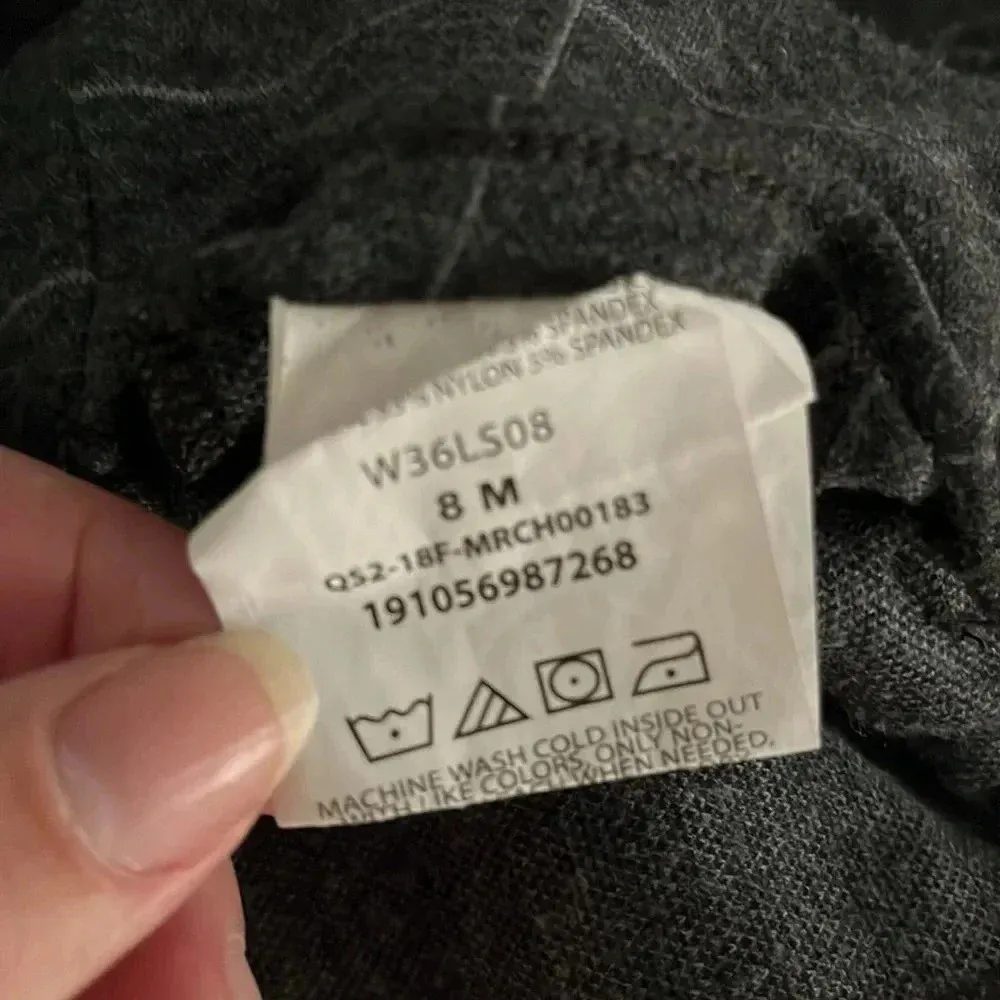 SPANDEX
NYLON 5% SPANDEX
W36LS08
8 M
QS2-18F-MRCH00183
191056987268
MACHINE WASH COLD INSIDE OUT
WITH LIKE COLORS, ONLY NON-
WHEN NEEDED,